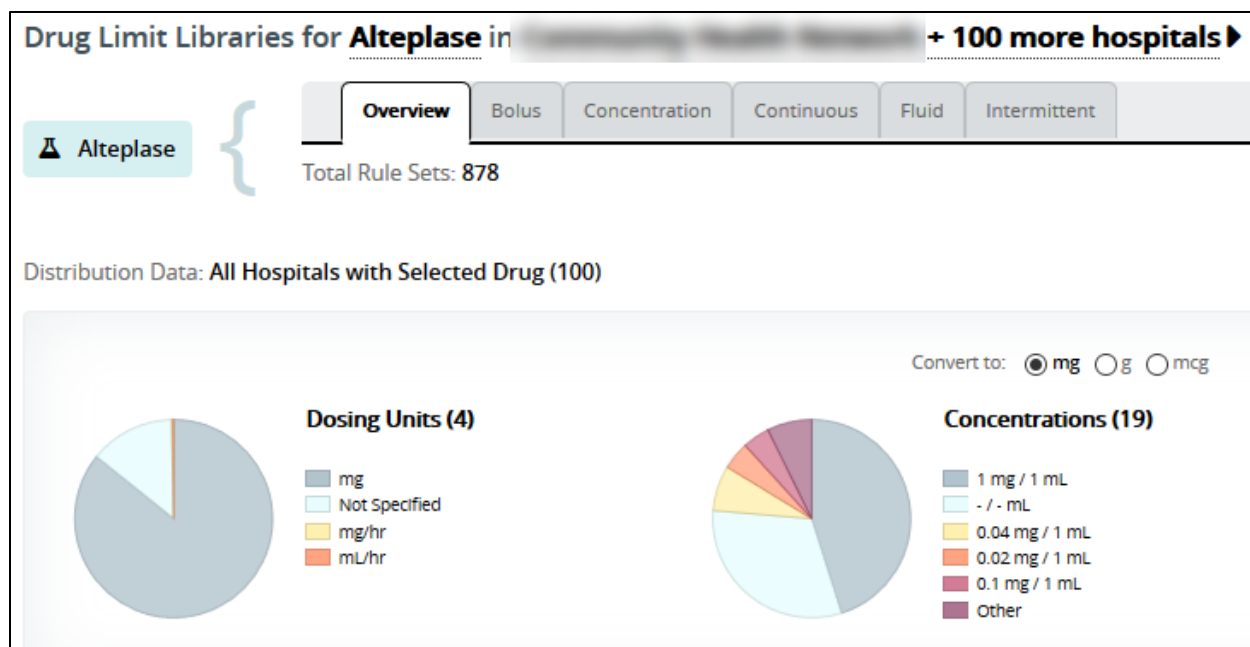 Drug Limit Libraries for Alteplase in + 100 more hospitals
Alteplase
Overview Bolus Concentration Continuous Fluid Intermittent
Total Rule Sets: 878
Distribution Data: All Hospitals with Selected Drug (100)
Convert to: mg g mcg
Dosing Units (4)
mg
Not Specified
mg/hr
mL/hr
Concentrations (19)
1 mg / 1 mL
- / - mL
0.04 mg / 1 mL
0.02 mg / 1 mL
0.1 mg / 1 mL
Other